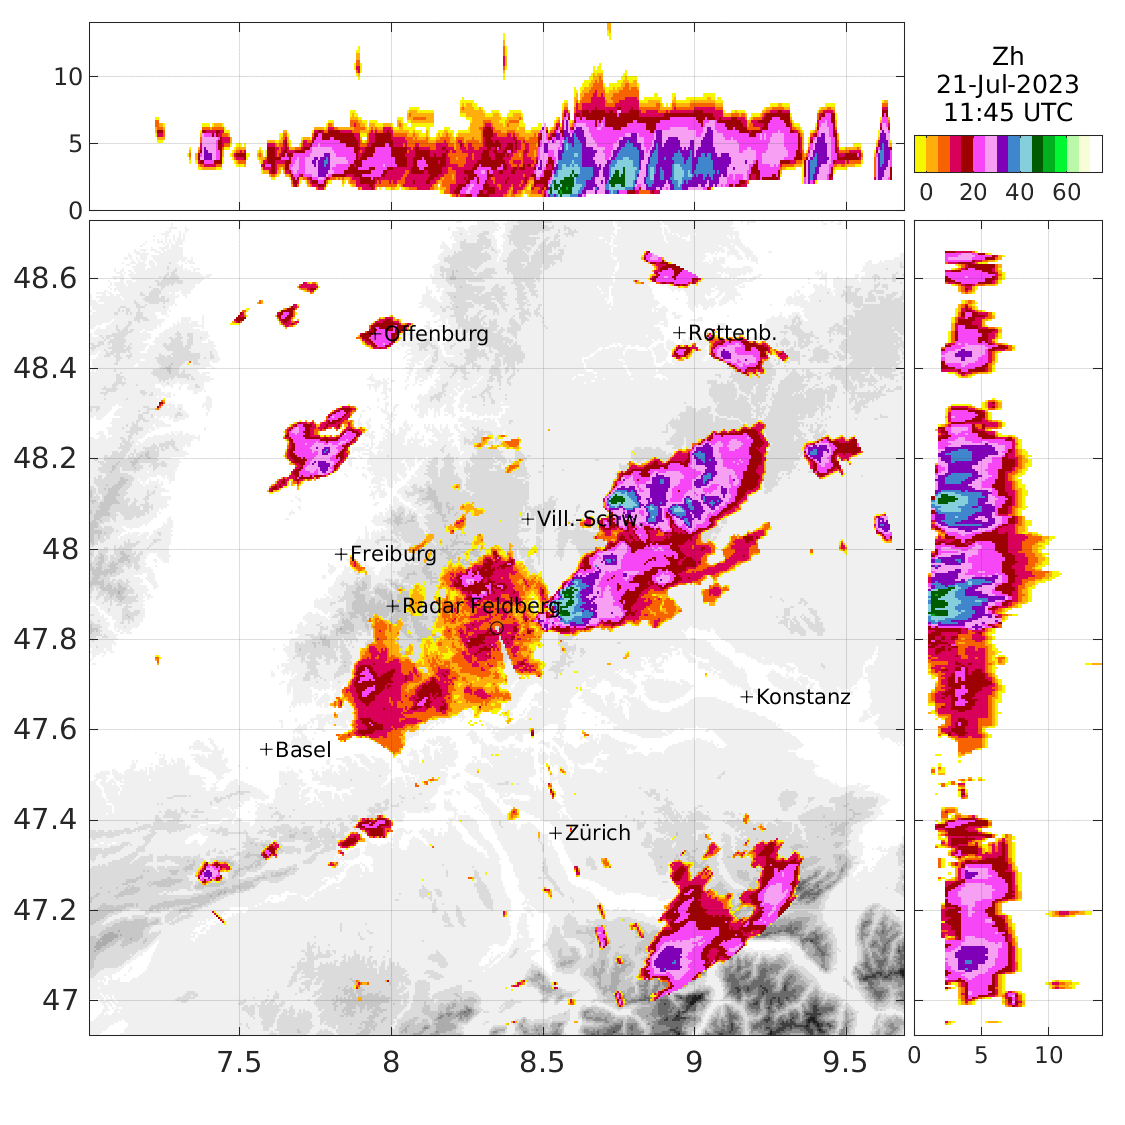 10
5
0
Zh
21-Jul-2023
11:45 UTC
0 20 40 60
48.6
48.4
48.2
48
47.8
47.6
47.4
47.2
47
Offenburg
Rottenb.
Vill.-Schw.
Freiburg
Radar Feldberg
Konstanz
Basel
Zürich
7.5 8 8.5 9 9.5
0 5 10